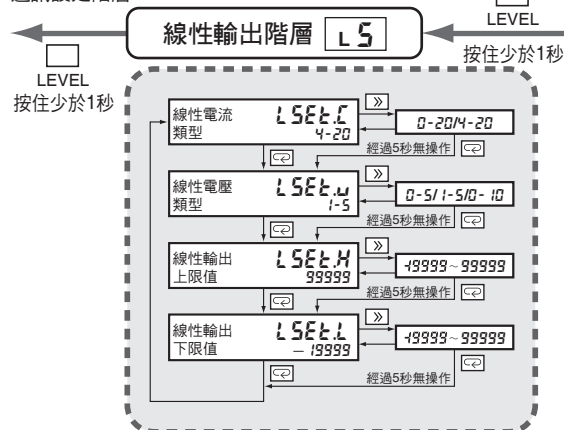 LEVEL
線性輸出階層 L5
按住少於1秒
LEVEL
按住少於1秒
線性電流
類型
LSEt.C
4-20
0-20/4-20
經過5秒無操作
線性電壓
類型
LSEt.u
1-5
0-5/1-5/0-10
經過5秒無操作
線性輸出
上限值
LSEt.H
99999
-19999~99999
經過5秒無操作
線性輸出
下限值
LSEt.L
-19999
-19999~99999
經過5秒無操作